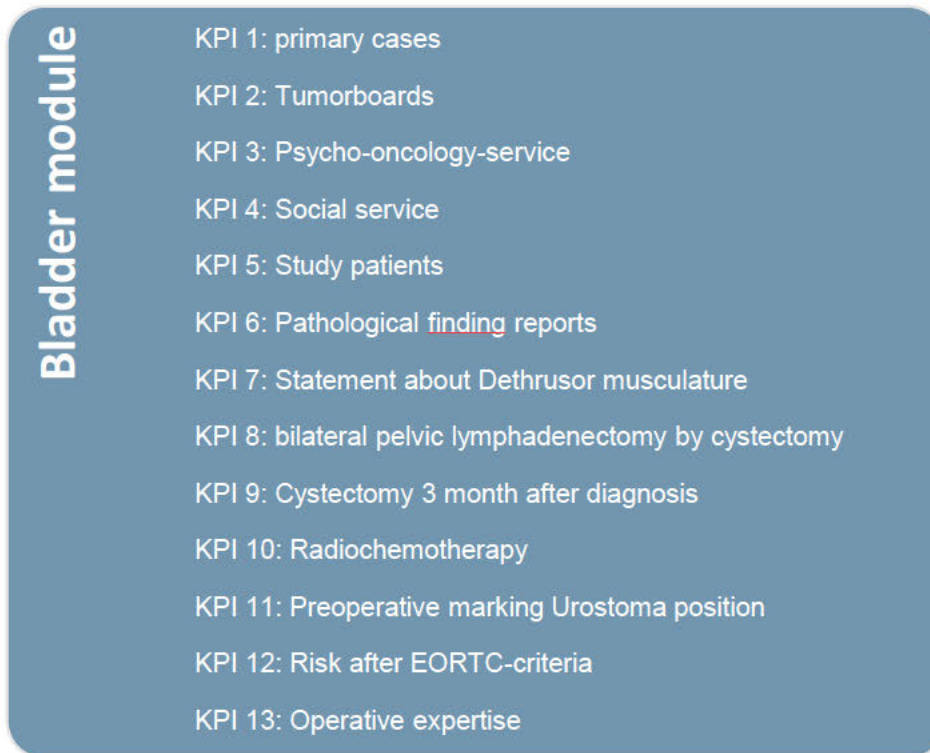 Bladder module
KPI 1: primary cases
KPI 2: Tumorboards
KPI 3: Psycho-oncology-service
KPI 4: Social service
KPI 5: Study patients
KPI 6: Pathological finding reports
KPI 7: Statement about Dethrusor musculature
KPI 8: bilateral pelvic lymphadenectomy by cystectomy
KPI 9: Cystectomy 3 month after diagnosis
KPI 10: Radiochemotherapy
KPI 11: Preoperative marking Urostoma position
KPI 12: Risk after EORTC-criteria
KPI 13: Operative expertise